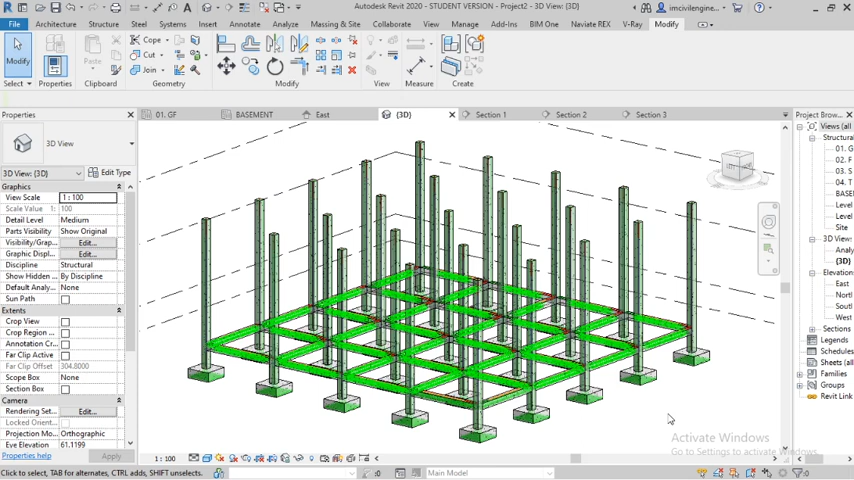 Autodesk Revit 2020 - STUDENT VERSION - Project2 - 3D View: {3D}
imcivilengine...
File Architecture Structure Steel Systems Insert Annotate Analyze Massing & Site Collaborate View Manage Add-Ins BIM One Naviate REX V-Ray Modify
Modify Paste Cope Cut Join
Select Properties Clipboard Geometry Modify View Measure Create
Properties
01. GF BASEMENT East {3D} Section 1 Section 2 Section 3
Project Brow...
3D View
3D View: {3D} Edit Type
Graphics
View Scale 1 : 100
Scale Value 1: 100
Detail Level Medium
Parts Visibility Show Original
Visibility/Grap... Edit...
Graphic Displ... Edit...
Discipline Structural
Show Hidden ... By Discipline
Default Analy... None
Sun Path
Extents
Crop View
Crop Region ...
Annotation Cr...
Far Clip Active
Far Clip Offset 304.8000
Scope Box None
Section Box
Camera
Rendering Set... Edit...
Locked Orient...
Projection Mo... Orthographic
Eye Elevation 61.1199
Properties help Apply
Views (all
Structural
01. G
02. F
03. S
04. T
BASE
Level
Level
Site
3D View:
Analy
{3D}
Elevation
East
North
South
West
Sections
Legends
Schedules
Sheets (all
Families
Groups
Revit Link
Activate Windows
Go to Settings to activate Windows.
1 : 100
Click to select, TAB for alternates, CTRL adds, SHIFT unselects.
:0 Main Model :0